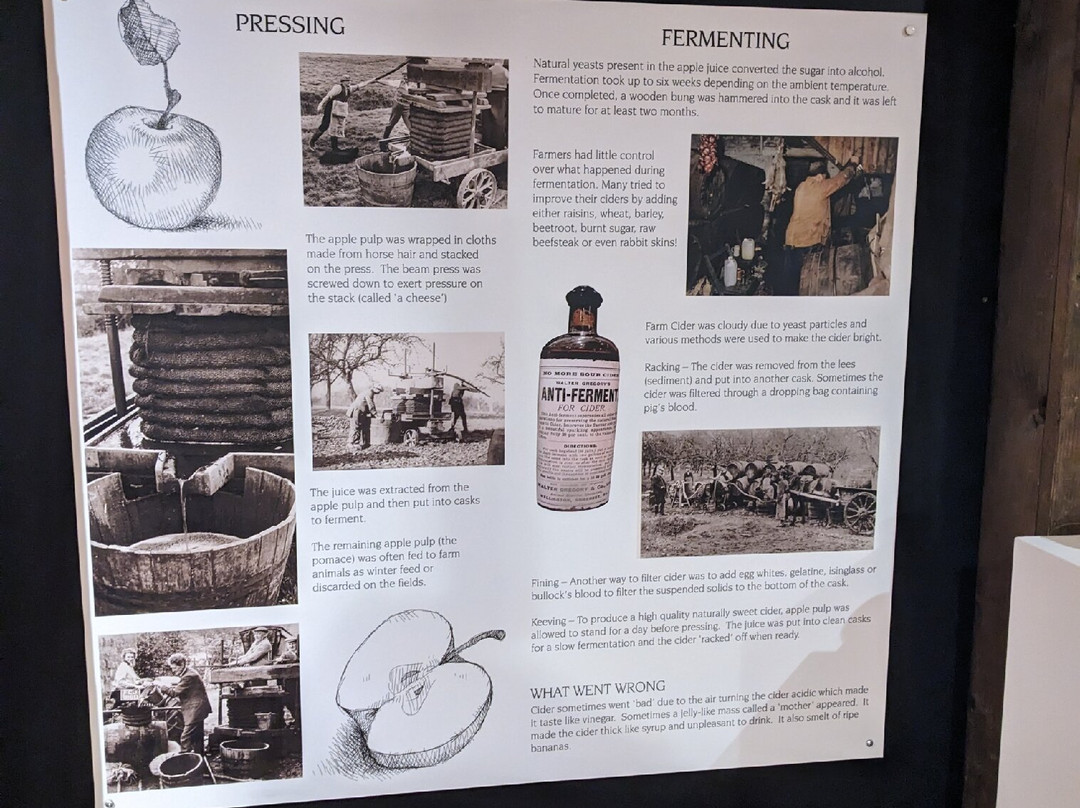 PRESSING
The apple pulp was wrapped in cloths
made from horse hair and stacked
on the press. The beam press was
screwed down to exert pressure on
the stack (called 'a cheese')
The juice was extracted from the
apple pulp and then put into casks
to ferment.
The remaining apple pulp (the
pomace) was often fed to farm
animals as winter feed or
discarded on the fields.
FERMENTING
Natural yeasts present in the apple juice converted the sugar into alcohol.
Fermentation took up to six weeks depending on the ambient temperature.
Once completed, a wooden bung was hammered into the cask and it was left
to mature for at least two months.
Farmers had little control
over what happened during
fermentation. Many tried to
improve their ciders by adding
either raisins, wheat, barley,
beetroot, burnt sugar, raw
beefsteak or even rabbit skins!
NO MORE SOUR CIDER
WALTER GREGORY'S
ANTI-FERMENT
FOR CIDER.
DIRECTIONS.
WALTER GREGORY & Co.
Farm Cider was cloudy due to yeast particles and
various methods were used to make the cider bright.
Racking – The cider was removed from the lees
(sediment) and put into another cask. Sometimes the
cider was filtered through a dropping bag containing
pig's blood.
Fining – Another way to filter cider was to add egg whites, gelatine, isinglass or
bullock's blood to filter the suspended solids to the bottom of the cask.
Keeving – To produce a high quality naturally sweet cider, apple pulp was
allowed to stand for a day before pressing. The juice was put into clean casks
for a slow fermentation and the cider 'racked' off when ready.
WHAT WENT WRONG
Cider sometimes went 'bad' due to the air turning the cider acidic which made
it taste like vinegar. Sometimes a jelly-like mass called a 'mother' appeared. It
made the cider thick like syrup and unpleasant to drink. It also smelt of ripe
bananas.